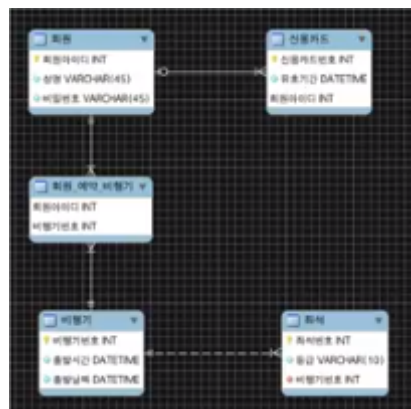 회원
회원아이디 INT
성명 VARCHAR(45)
비밀번호 VARCHAR(45)
신용카드
신용카드번호 INT
유효기간 DATETIME
회원아이디 INT
회원_예약_비행기
회원아이디 INT
비행기번호 INT
비행기
비행기번호 INT
출발시간 DATETIME
출발날짜 DATETIME
좌석
좌석번호 INT
등급 VARCHAR(10)
비행기번호 INT